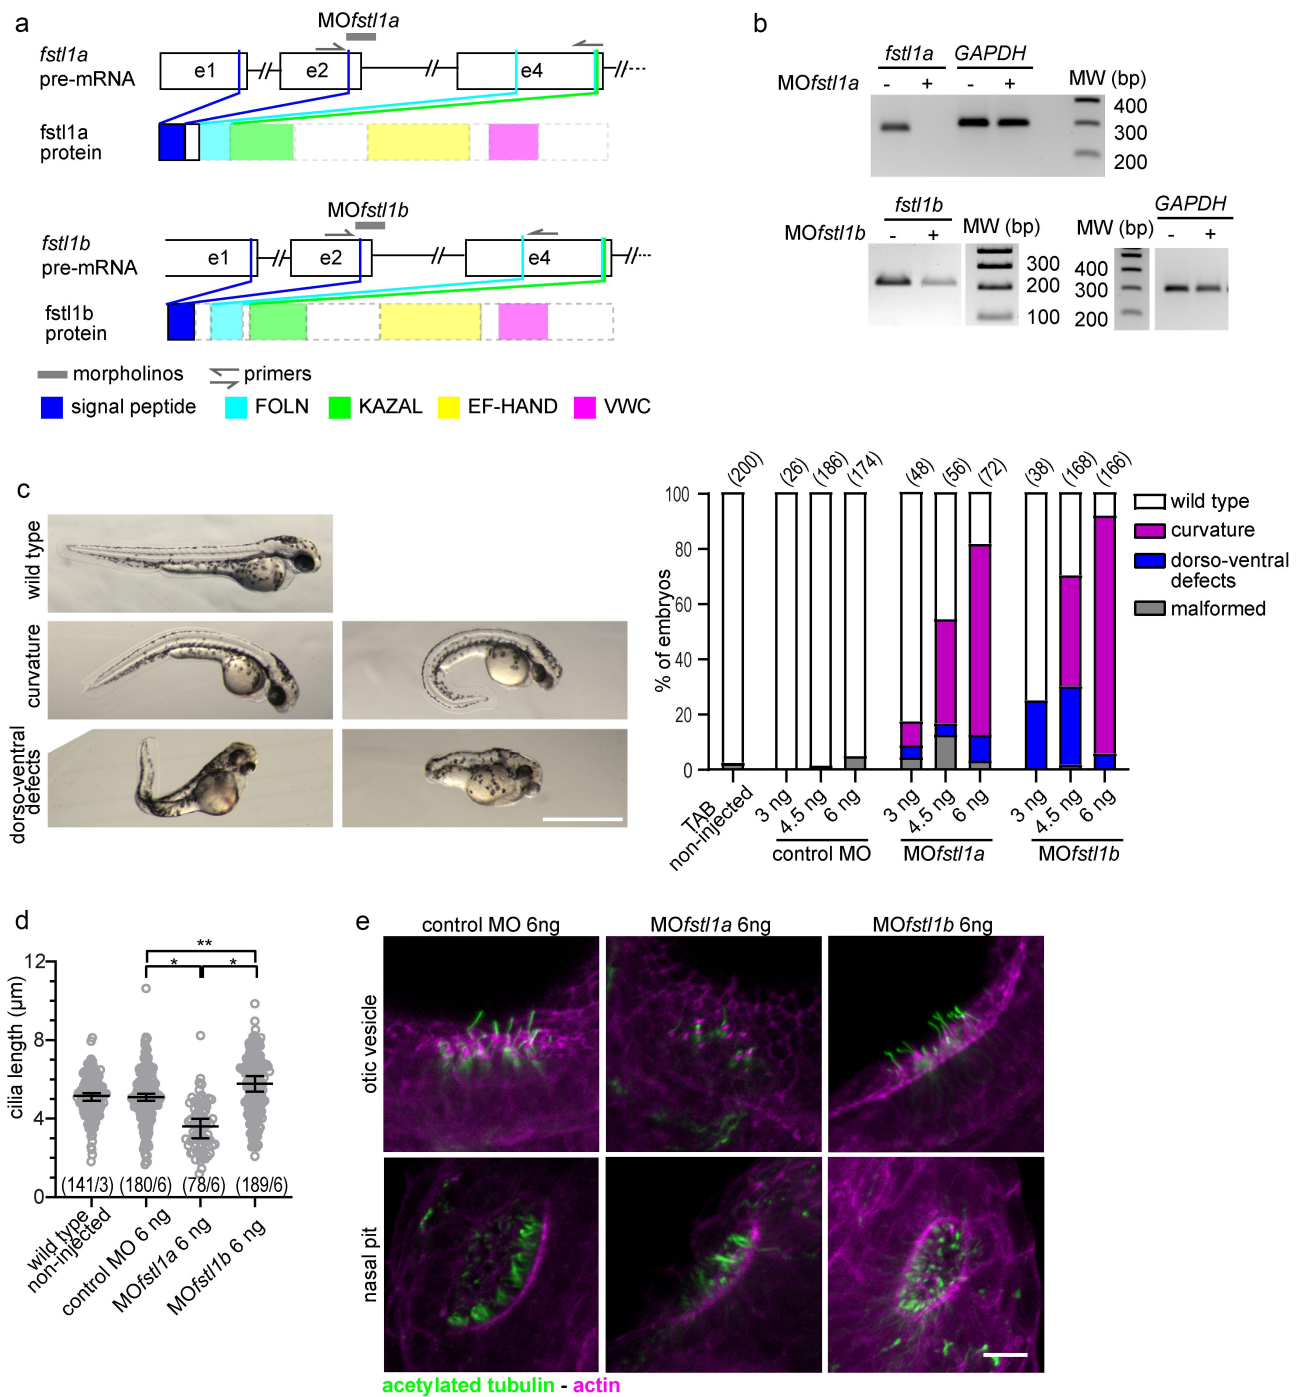 a
MOfstl1a
fstl1a
pre-mRNA
e1
e2
e4
fstl1a
protein
MOfstl1b
fstl1b
pre-mRNA
e1
e2
e4
fstl1b
protein
morpholinos
primers
signal peptide
FOLN
KAZAL
EF-HAND
VWC
b
fstl1a GAPDH
MOfstl1a - + - + MW (bp)
400
300
200
fstl1b
MOfstl1b - + MW (bp)
300
200
100
GAPDH
MW (bp) - +
400
300
200
c
wild type
curvature
dorso-ventral
defects
(200) (26) (186) (174) (48) (56) (72) (38) (168) (166)
100
80
60
40
20
0
% of embryos
TAB
non-injected
3 ng 4.5 ng 6 ng
control MO
3 ng 4.5 ng 6 ng
MOfstl1a
3 ng 4.5 ng 6 ng
MOfstl1b
wild type
curvature
dorso-ventral
defects
malformed
d
**
* *
12
8
4
0
cilia length (µm)
(141/3) (180/6) (78/6) (189/6)
wild type
non-injected
control MO 6 ng
MOfstl1a 6 ng
MOfstl1b 6 ng
e
control MO 6ng MOfstl1a 6ng MOfstl1b 6ng
otic vesicle
nasal pit
acetylated tubulin - actin